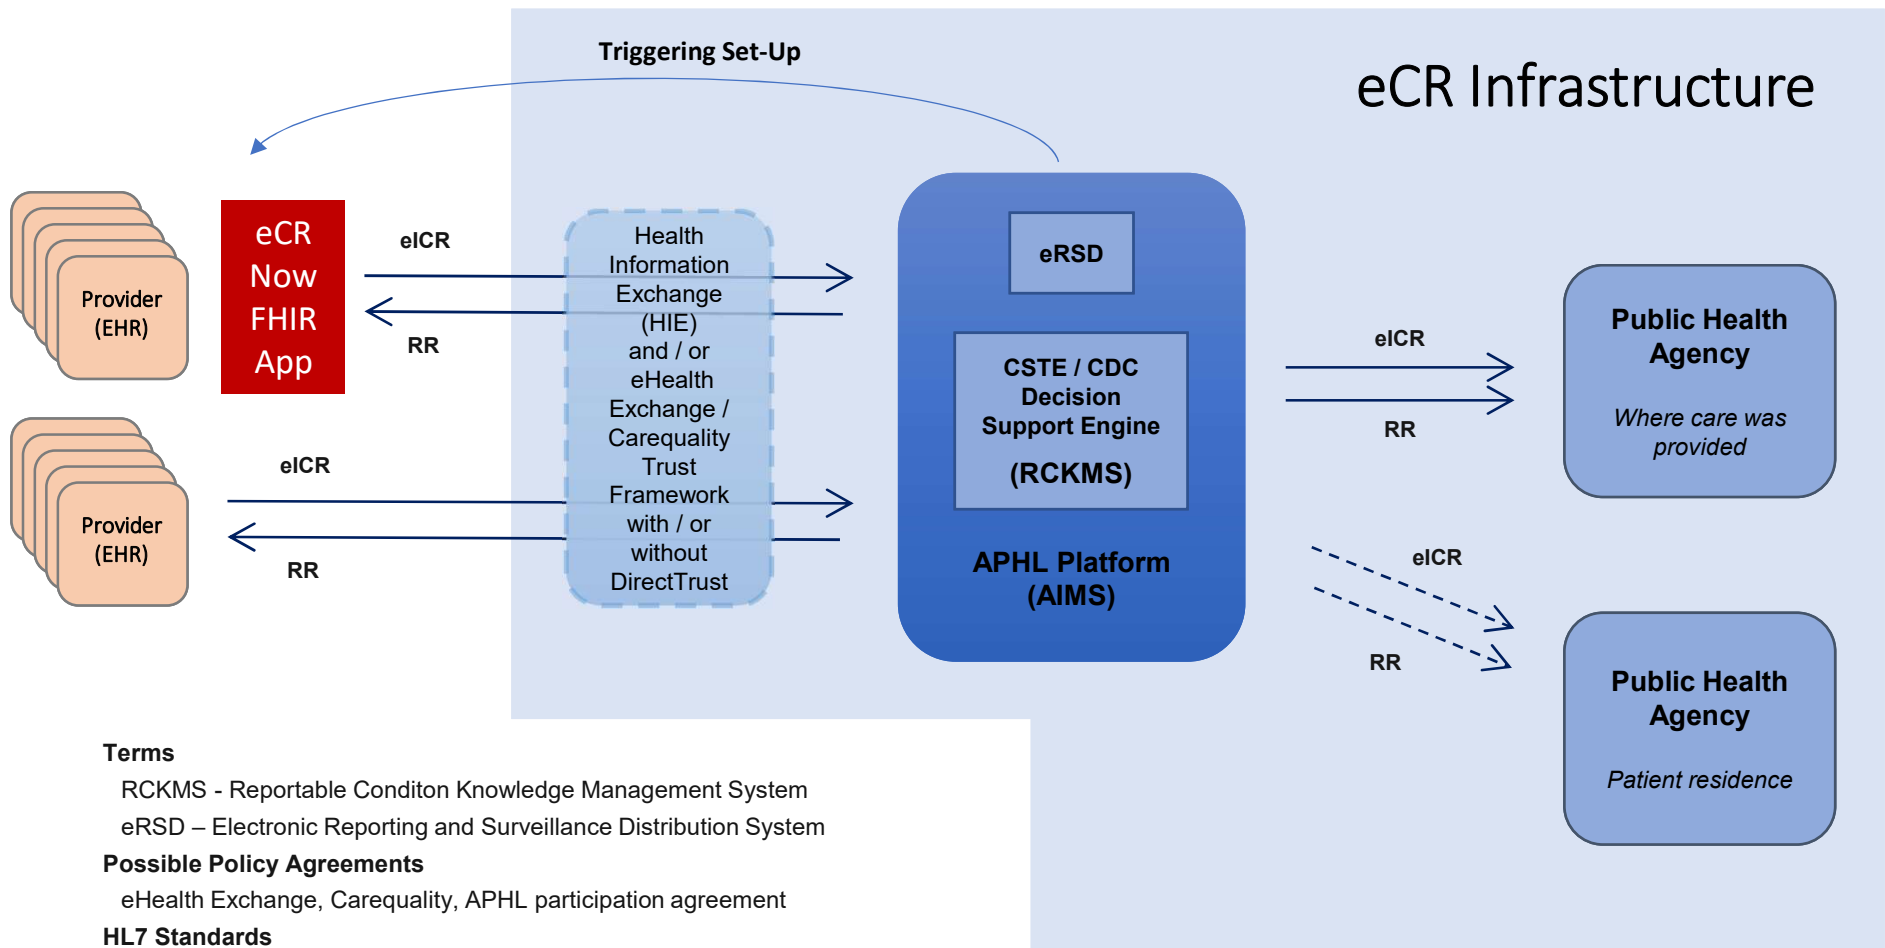 Triggering Set-Up
eCR Infrastructure
Provider
(EHR)
eCR
Now
FHIR
App
eICR
RR
Provider
(EHR)
eICR
RR
Health
Information
Exchange
(HIE)
and / or
eHealth
Exchange /
Carequality
Trust
Framework
with / or
without
DirectTrust
eRSD
CSTE / CDC
Decision
Support Engine
(RCKMS)
APHL Platform
(AIMS)
eICR
RR
Public Health
Agency
Where care was
provided
eICR
RR
Public Health
Agency
Patient residence
Terms
RCKMS - Reportable Conditon Knowledge Management System
eRSD – Electronic Reporting and Surveillance Distribution System
Possible Policy Agreements
eHealth Exchange, Carequality, APHL participation agreement
HL7 Standards